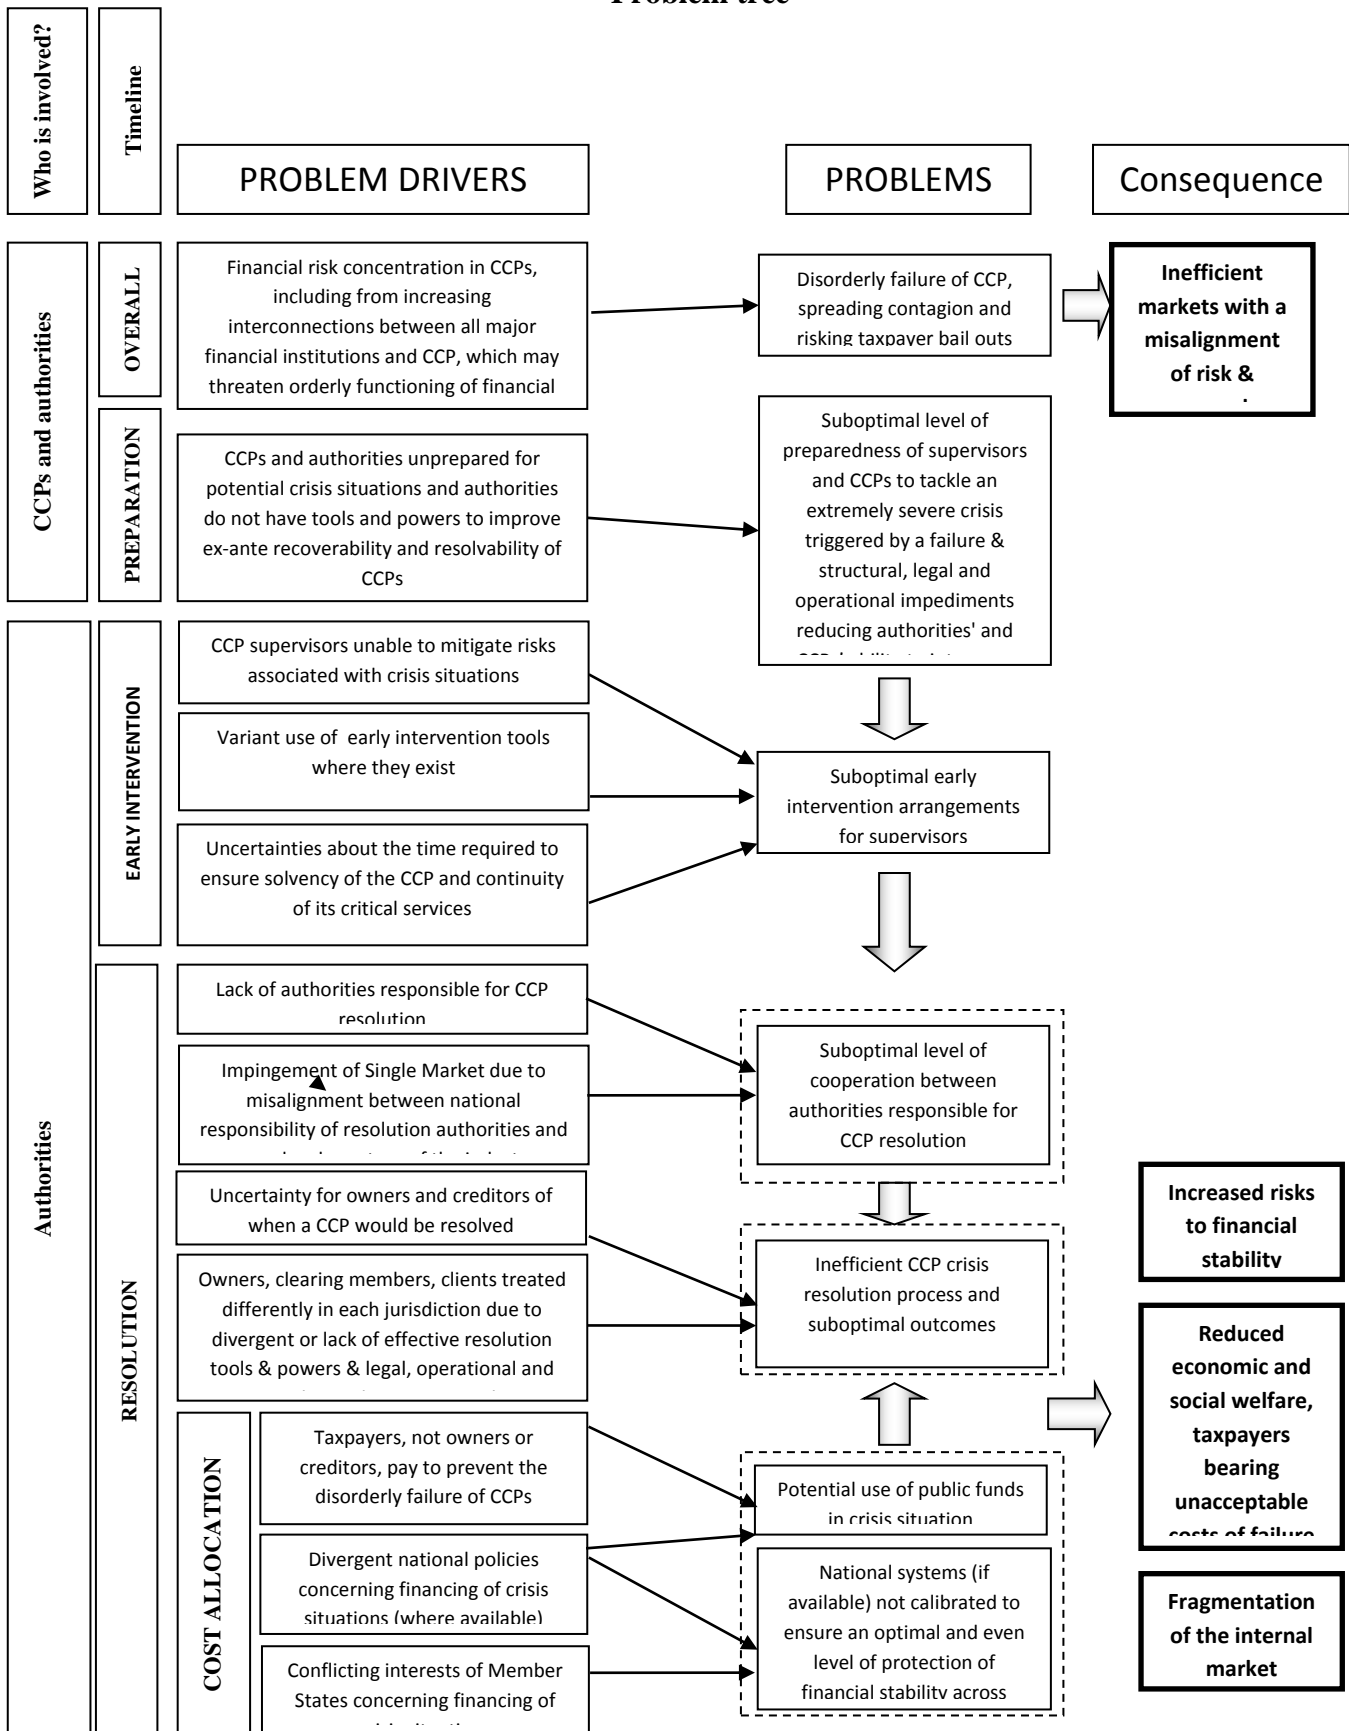 Problem tree
Who is involved?
Timeline
PROBLEM DRIVERS
PROBLEMS
Consequence
CCPs and authorities
OVERALL
Financial risk concentration in CCPs,
including from increasing
interconnections between all major
financial institutions and CCP, which may
threaten orderly functioning of financial
Disorderly failure of CCP,
spreading contagion and
risking taxpayer bail outs
Inefficient
markets with a
misalignment
of risk &
PREPARATION
CCPs and authorities unprepared for
potential crisis situations and authorities
do not have tools and powers to improve
ex-ante recoverability and resolvability of
CCPs
Suboptimal level of
preparedness of supervisors
and CCPs to tackle an
extremely severe crisis
triggered by a failure &
structural, legal and
operational impediments
reducing authorities' and
Authorities
EARLY INTERVENTION
CCP supervisors unable to mitigate risks
associated with crisis situations
Variant use of  early intervention tools
where they exist
Uncertainties about the time required to
ensure solvency of the CCP and continuity
of its critical services
Suboptimal early
intervention arrangements
for supervisors
RESOLUTION
Lack of authorities responsible for CCP
resolution
Impingement of Single Market due to
misalignment between national
responsibility of resolution authorities and
Suboptimal level of
cooperation between
authorities responsible for
CCP resolution
Uncertainty for owners and creditors of
when a CCP would be resolved
Owners, clearing members, clients treated
differently in each jurisdiction due to
divergent or lack of effective resolution
tools & powers & legal, operational and
Inefficient CCP crisis
resolution process and
suboptimal outcomes
Increased risks
to financial
stability
Reduced
economic and
social welfare,
taxpayers
bearing
unacceptable
costs of failure
Fragmentation
of the internal
market
COST ALLOCATION
Taxpayers, not owners or
creditors, pay to prevent the
disorderly failure of CCPs
Divergent national policies
concerning financing of crisis
situations (where available)
Conflicting interests of Member
States concerning financing of
Potential use of public funds
in crisis situation
National systems (if
available) not calibrated to
ensure an optimal and even
level of protection of
financial stability across